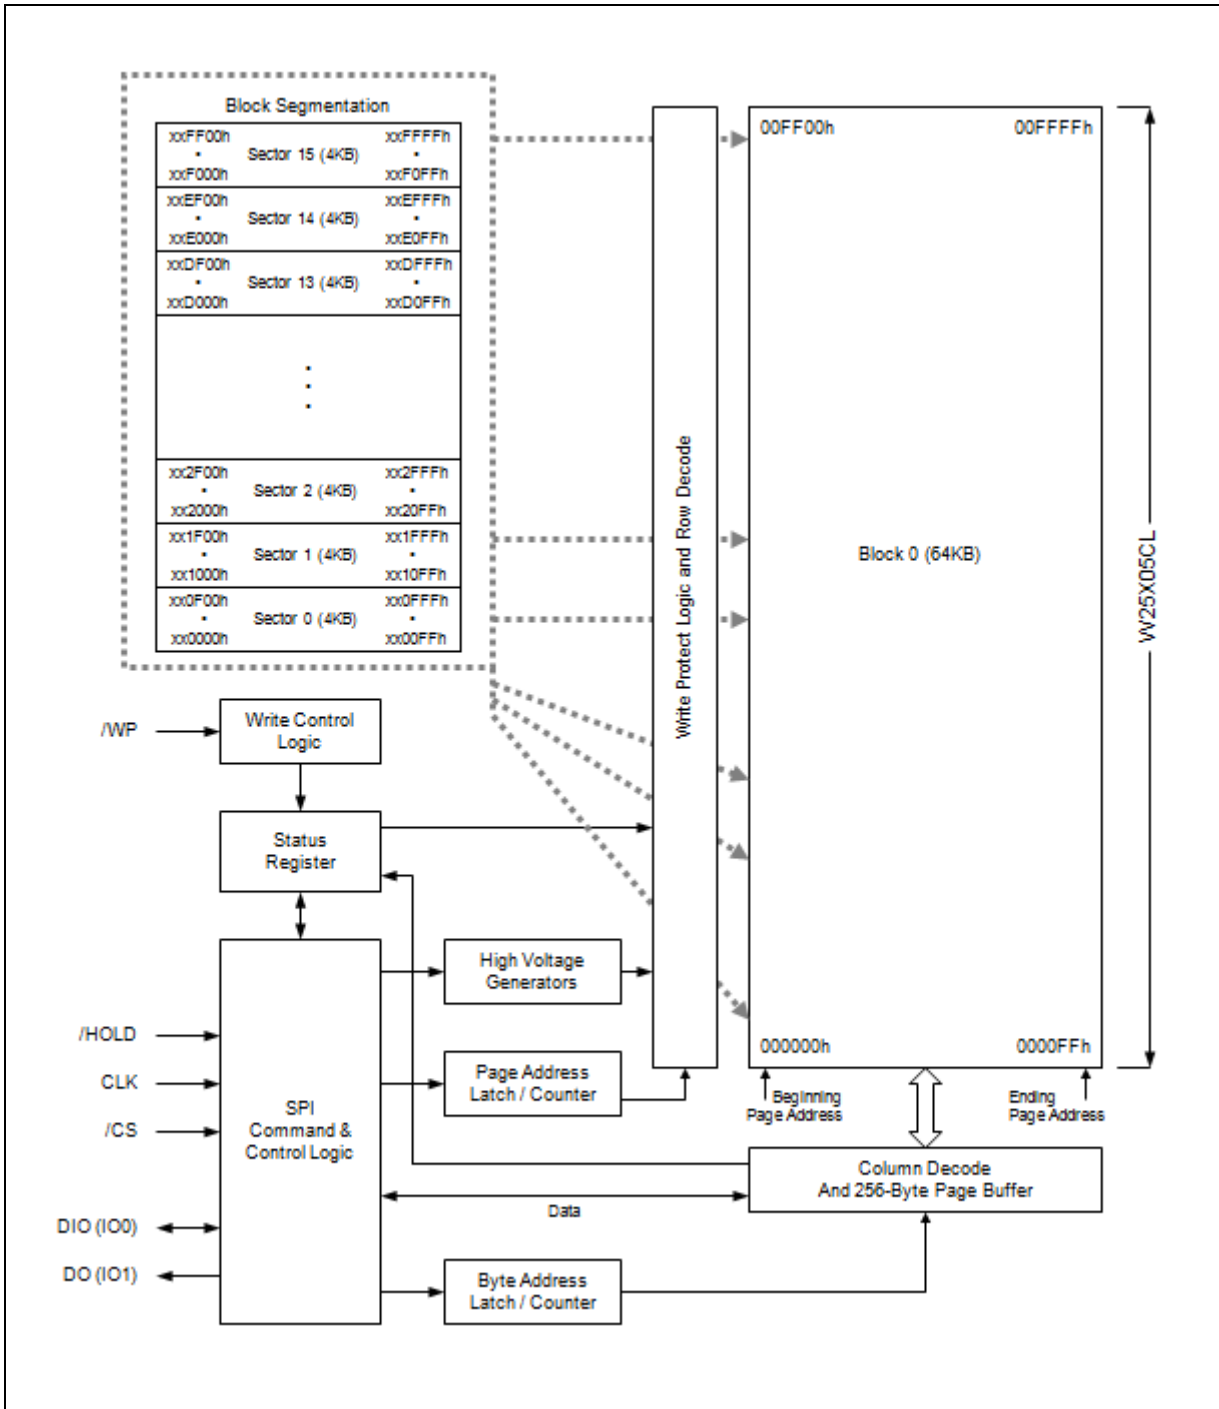 Block Segmentation
xxFF00h xxFFFFh
Sector 15 (4KB)
xxF000h xxF0FFh
xxEF00h xxEFFFh
Sector 14 (4KB)
xxE000h xxE0FFh
xxDF00h xxDFFFh
Sector 13 (4KB)
xxD000h xxD0FFh
xx2F00h xx2FFFh
Sector 2 (4KB)
xx2000h xx20FFh
xx1F00h xx1FFFh
Sector 1 (4KB)
xx1000h xx10FFh
xx0F00h xx0FFFh
Sector 0 (4KB)
xx0000h xx00FFh
Write Protect Logic and Row Decode
00FF00h 00FFFFh
Block 0 (64KB)
000000h 0000FFh
W25X05CL
Beginning
Page Address
Ending
Page Address
/WP
Write Control
Logic
Status
Register
High Voltage
Generators
/HOLD
CLK
/CS
Page Address
Latch / Counter
SPI
Command &
Control Logic
Column Decode
And 256-Byte Page Buffer
Data
DIO (IO0)
DO (IO1)
Byte Address
Latch / Counter